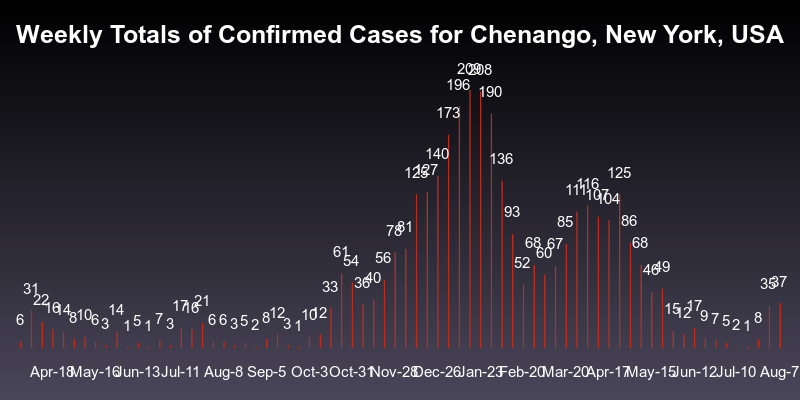 Weekly Totals of Confirmed Cases for Chenango, New York, USA
6 31 22 16 14 8 10 6 3 14 1 5 1 7 3 17 16 21 6 6 3 5 2 8 12 3 1 10 12 33 61 54 36 40 56 78 81 125 127 140 173 196 209 208 190 136 93 52 68 60 67 85 111 116 107 104 125 86 68 46 49 15 12 17 9 7 5 2 1 8 35 37
Apr-18 May-16 Jun-13 Jul-11 Aug-8 Sep-5 Oct-3 Oct-31 Nov-28 Dec-26 Jan-23 Feb-20 Mar-20 Apr-17 May-15 Jun-12 Jul-10 Aug-7